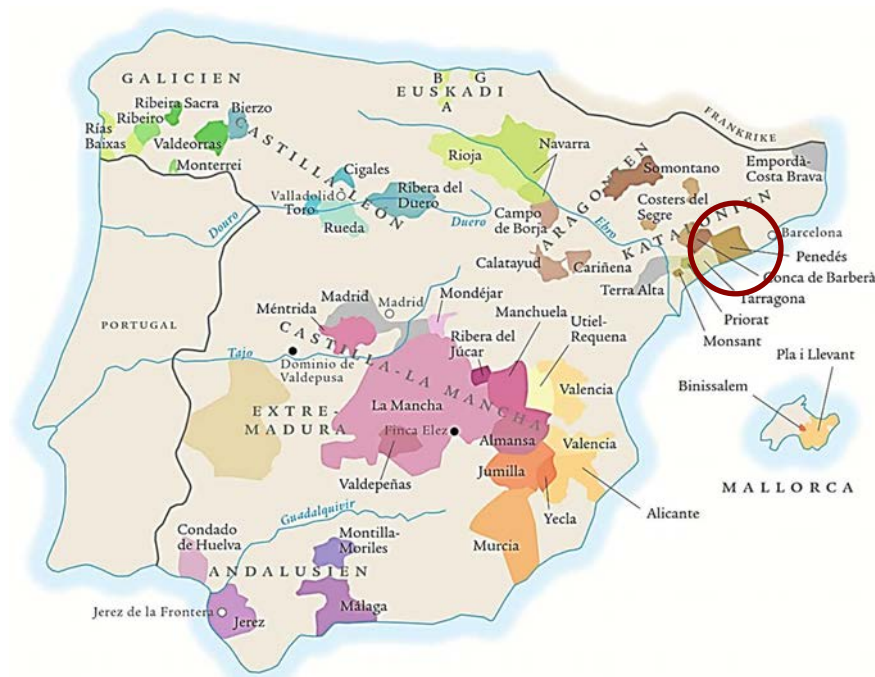 GALICIEN
Ribeira Sacra
Ribeiro
Bierzo
Rías
Baixas
Valdeorras
Monterrei
CASTILLA-LEÓN
Cigales
Valladolid
Toro
Rueda
Ribera del
Duero
Douro
Duero
B G
EUSKADI
A
Rioja
Navarra
Campo
de Borja
ARAGONIEN
Ebro
Somontano
Costers del
Segre
KATALONIEN
FRANKRIKE
Empordà-
Costa Brava
Barcelona
Penedés
Conca de Barberà
Tarragona
Priorat
Monsant
Terra Alta
Calatayud
Cariñena
PORTUGAL
Méntrida
Madrid
Madrid
Mondéjar
Tajo
Dominio de
Valdepusa
CASTILLA-LA MANCHA
Ribera del
Júcar
Manchuela
Utiel-
Requena
Valencia
EXTRE-
MADURA
La Mancha
Finca Elez
Almansa
Valencia
Valdepeñas
Jumilla
Yecla
Alicante
Murcia
Pla i Llevant
Binissalem
MALLORCA
Guadalquivir
Condado
de Huelva
Montilla-
Moriles
ANDALUSIEN
Jerez de la Frontera
Jerez
Málaga